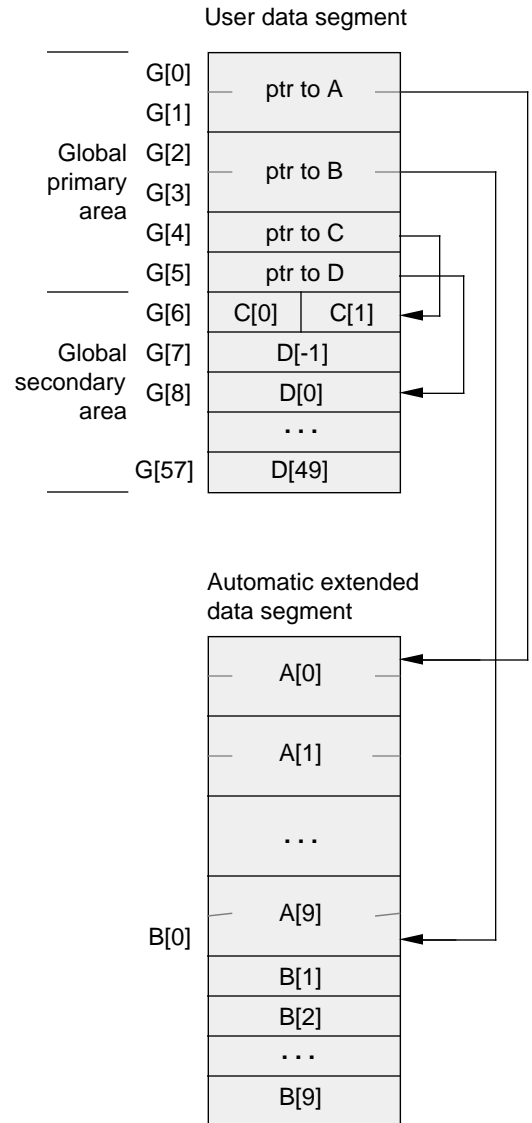 User data segment
G[0]
ptr to A
G[1]
Global
primary
area
G[2]
ptr to B
G[3]
G[4] ptr to C
G[5] ptr to D
G[6] C[0] C[1]
Global
secondary
area
G[7] D[-1]
G[8] D[0]
. . .
G[57] D[49]
Automatic extended
data segment
A[0]
A[1]
. . .
A[9]
B[0]
B[1]
B[2]
. . .
B[9]